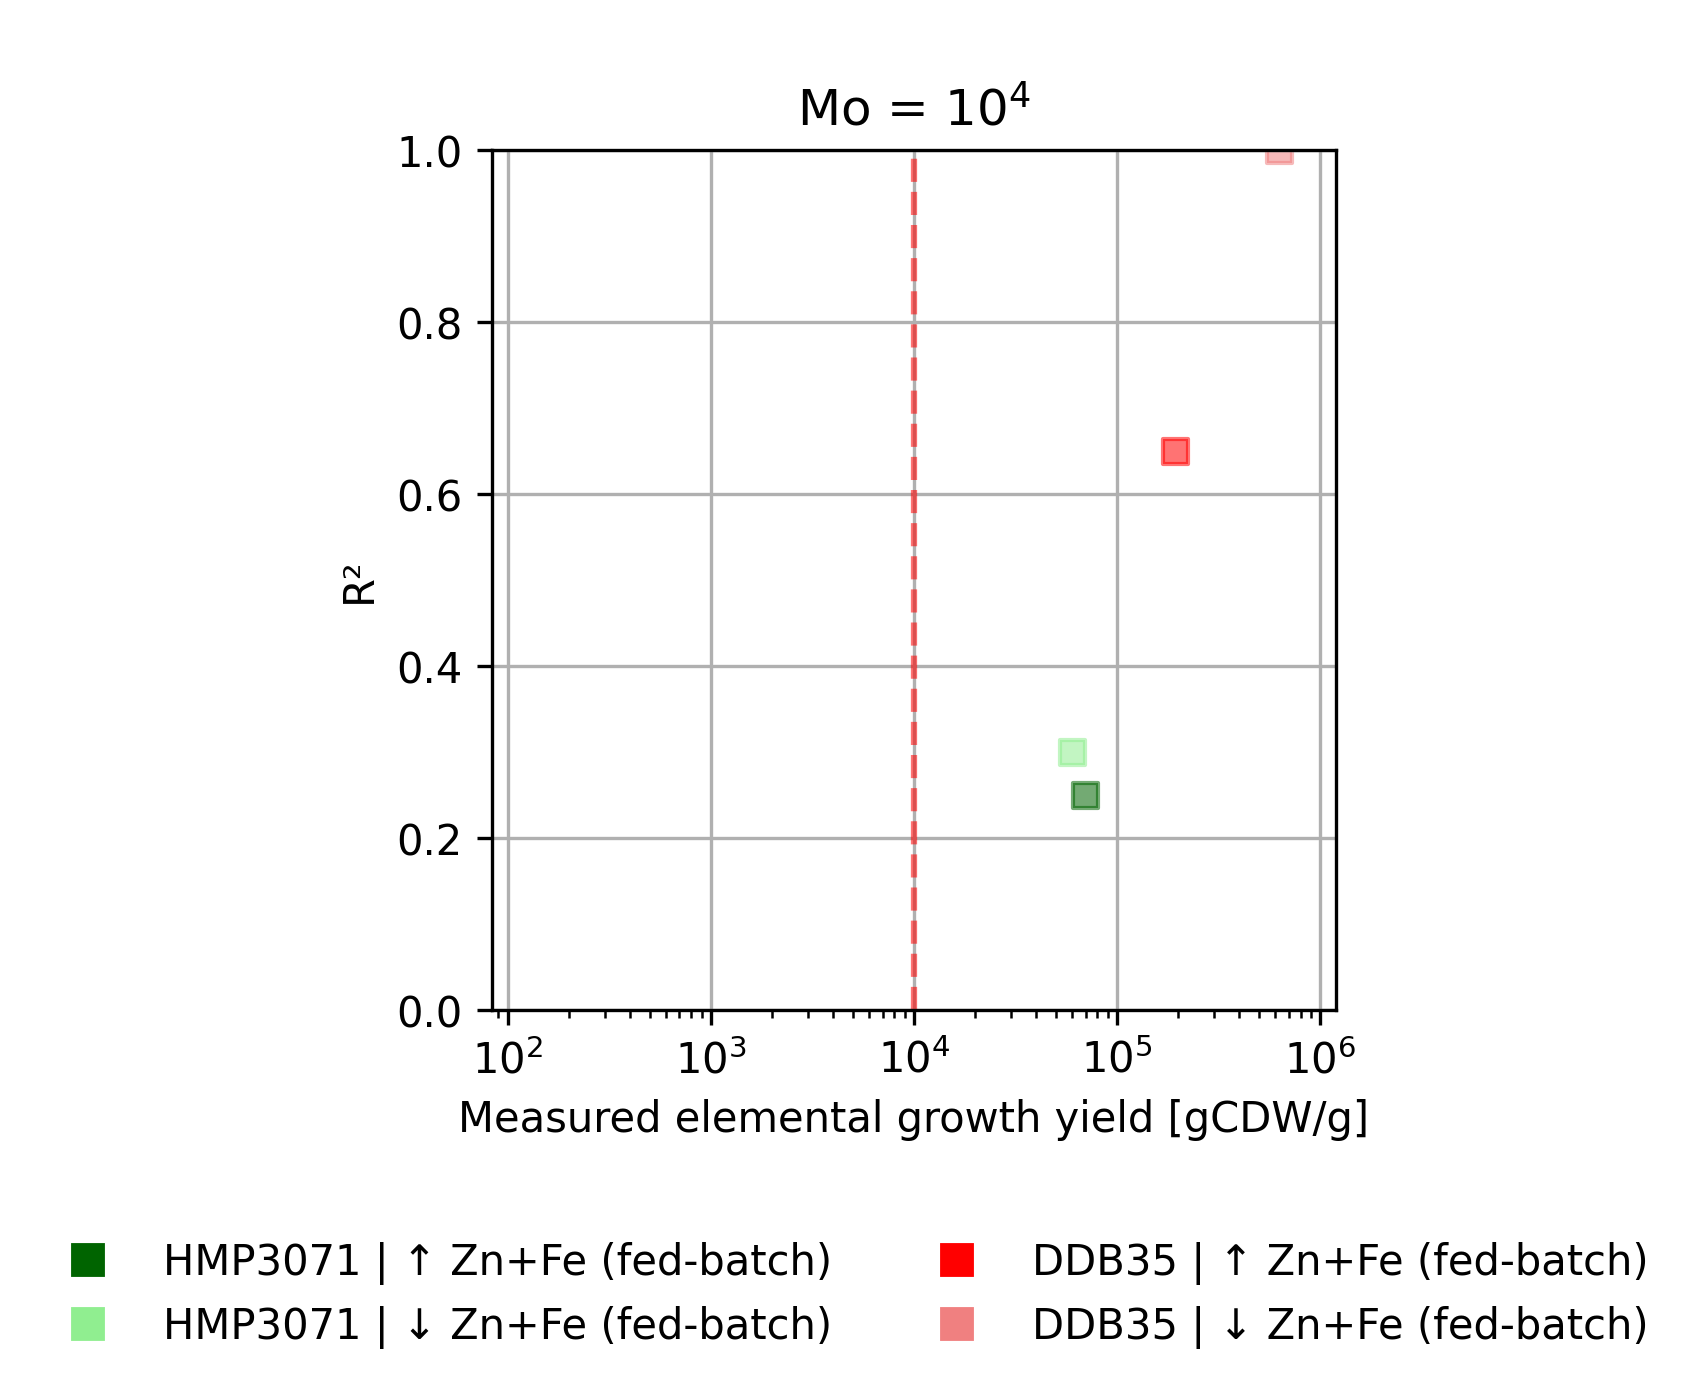 Mo = 10⁴
1.0
0.8
0.6
0.4
0.2
0.0
R²
10² 10³ 10⁴ 10⁵ 10⁶
Measured elemental growth yield [gCDW/g]
HMP3071 | ↑ Zn+Fe (fed-batch)
HMP3071 | ↓ Zn+Fe (fed-batch)
DDB35 | ↑ Zn+Fe (fed-batch)
DDB35 | ↓ Zn+Fe (fed-batch)